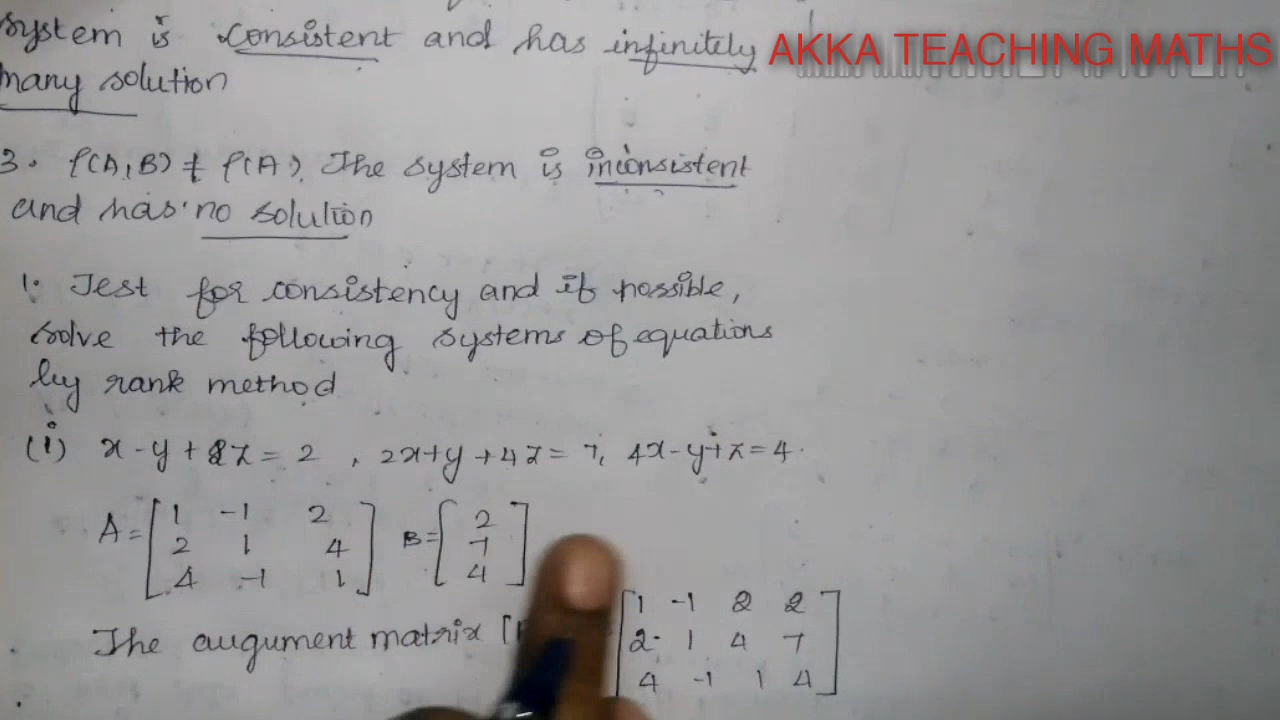 system is consistent and has infinitely
AKKA TEACHING MATHS
many solution
3. ρ(A,B) ≠ ρ(A). The system is inconsistent
and has no solution
1. Test for consistency and if possible,
solve the following systems of equations
by rank method
(i) x - y + 2z = 2 , 2x+y+4z = 7, 4x-y+z=4.
A = [ 1 -1 2 B = [ 2 ]
2 1 4 7
4 -1 1 ] 4
The augument matrix [ 1 -1 2 2
2 1 4 7
4 -1 1 4 ]